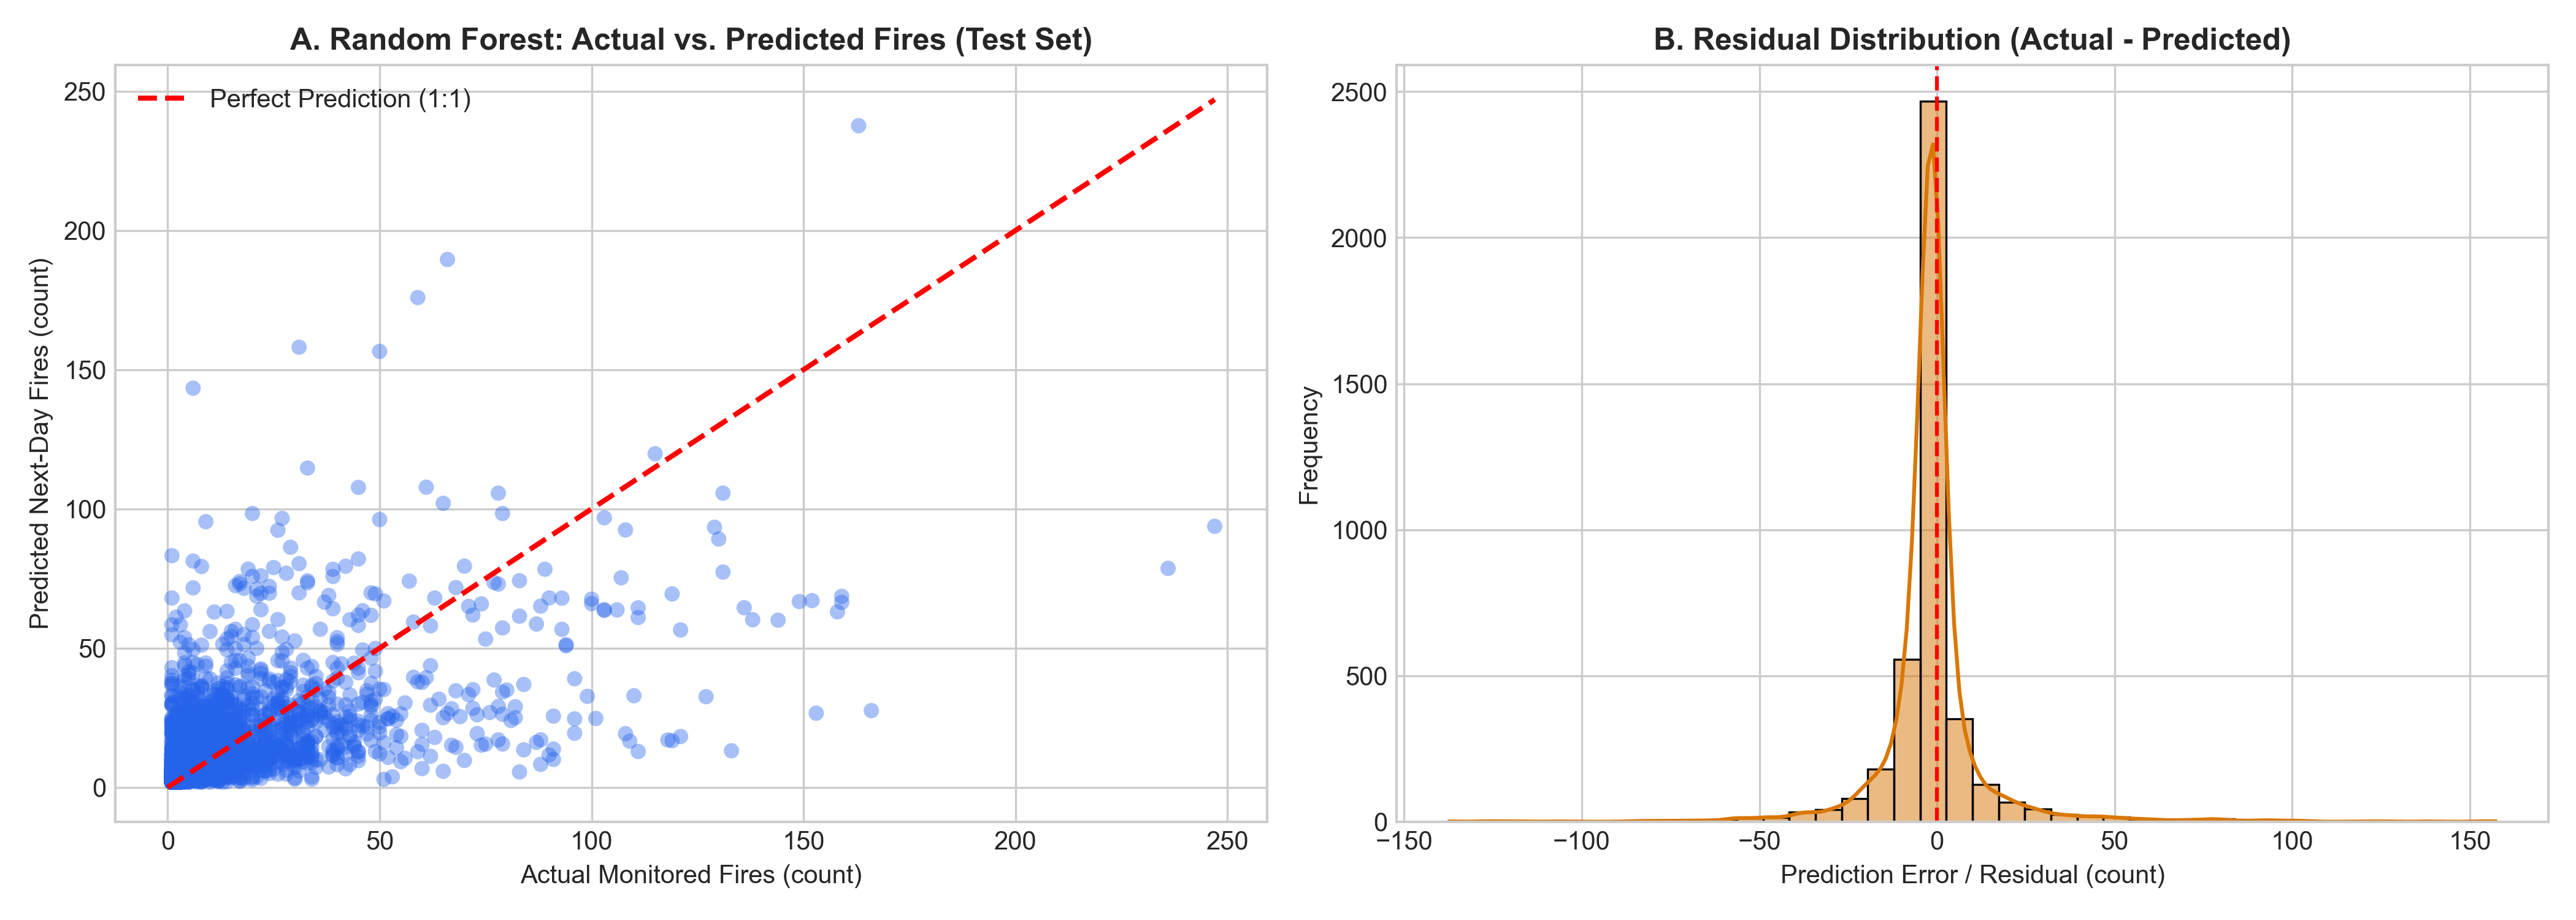 A. Random Forest: Actual vs. Predicted Fires (Test Set)
Perfect Prediction (1:1)
250
200
150
100
50
0
Predicted Next-Day Fires (count)
0 50 100 150 200 250
Actual Monitored Fires (count)
B. Residual Distribution (Actual - Predicted)
2500
2000
1500
1000
500
0
Frequency
−150 −100 −50 0 50 100 150
Prediction Error / Residual (count)